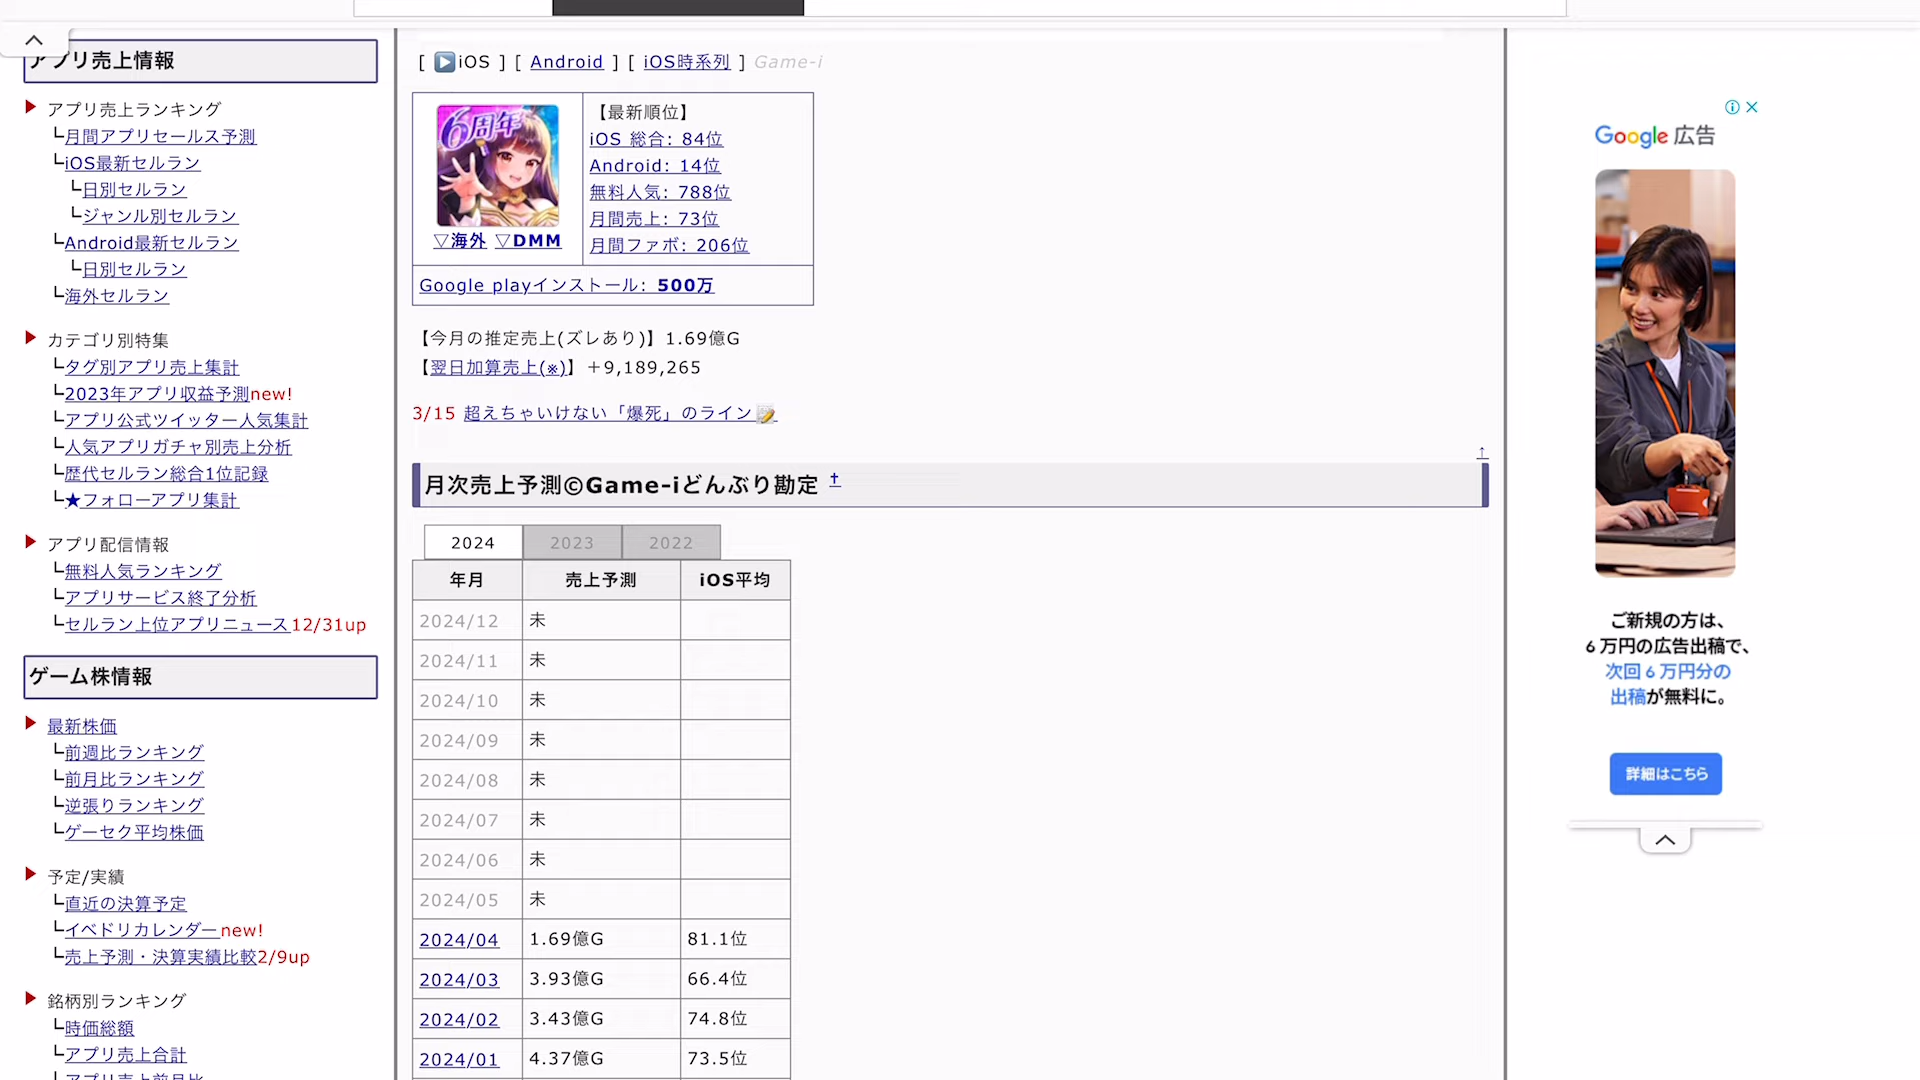 アプリ売上情報
アプリ売上ランキング
┗月間アプリセールス予測
┗iOS最新セルラン
┗日別セルラン
┗ジャンル別セルラン
┗Android最新セルラン
┗日別セルラン
┗海外セルラン
カテゴリ別特集
┗タグ別アプリ売上集計
┗2023年アプリ収益予測new!
┗アプリ公式ツイッター人気集計
┗人気アプリガチャ別売上分析
┗歴代セルラン総合1位記録
┗★フォローアプリ集計
アプリ配信情報
┗無料人気ランキング
┗アプリサービス終了分析
┗セルラン上位アプリニュース12/31up
ゲーム株情報
最新株価
┗前週比ランキング
┗前月比ランキング
┗逆張りランキング
┗ゲーセク平均株価
予定/実績
┗直近の決算予定
┗イベドリカレンダーnew!
┗売上予測・決算実績比較2/9up
銘柄別ランキング
┗時価総額
┗アプリ売上合計
┗アプリ売上前月比
[ ▶iOS ] [ Android ] [ iOS時系列 ] Game-i
6周年
▽海外 ▽DMM
【最新順位】
iOS 総合: 84位
Android: 14位
無料人気: 788位
月間売上: 73位
月間ファボ: 206位
Google playインストール: 500万
【今月の推定売上(ズレあり)】1.69億G
【翌日加算売上(※)】+9,189,265
3/15 超えちゃいけない「爆死」のライン📝
↑
月次売上予測©Game-iどんぶり勘定 †
2024 2023 2022
年月 売上予測 iOS平均
2024/12 未
2024/11 未
2024/10 未
2024/09 未
2024/08 未
2024/07 未
2024/06 未
2024/05 未
2024/04 1.69億G 81.1位
2024/03 3.93億G 66.4位
2024/02 3.43億G 74.8位
2024/01 4.37億G 73.5位
Google 広告
ご新規の方は、
6 万円の広告出稿で、
次回 6 万円分の
出稿が無料に。
詳細はこちら